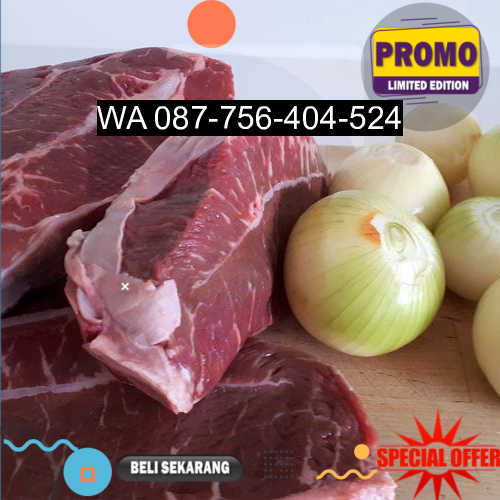 PROMO
LIMITED EDITION
WA 087-756-404-524
BELI SEKARANG
SPECIAL OFFER